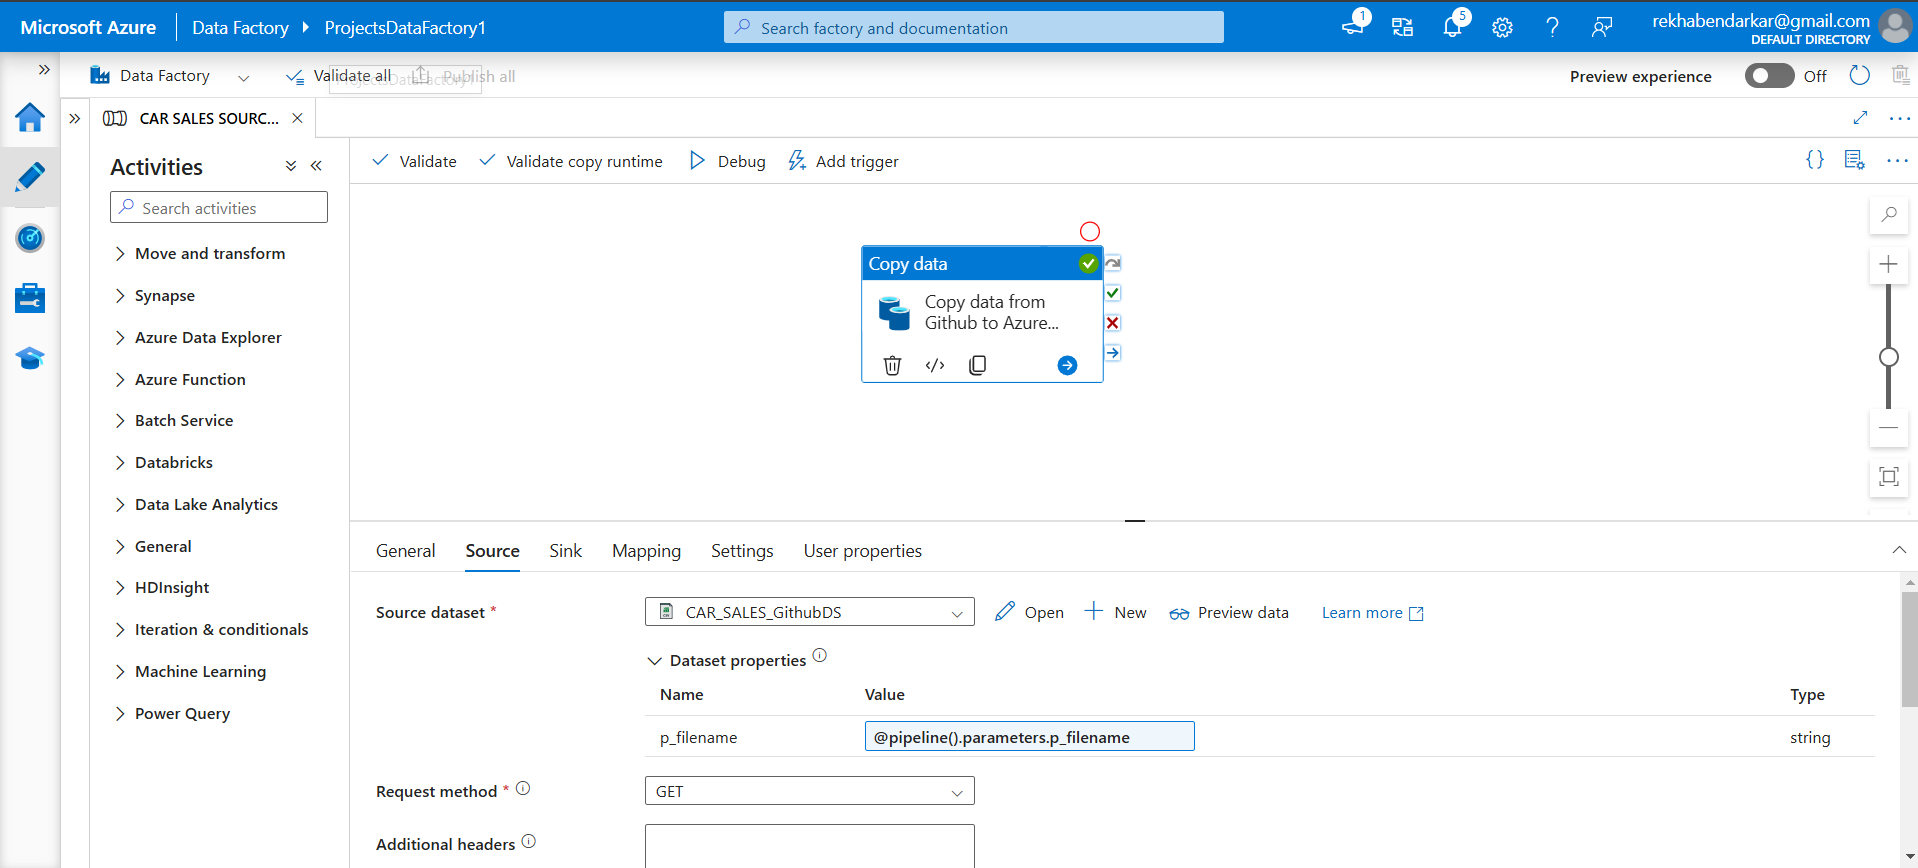 Microsoft Azure
Data Factory
ProjectsDataFactory1
Search factory and documentation
1
5
rekhabendarkar@gmail.com
DEFAULT DIRECTORY
Data Factory
Validate all
Publish all
ProjectsDataFactory1
Preview experience
Off
CAR SALES SOURC...
Activities
Validate
Validate copy runtime
Debug
Add trigger
Search activities
Move and transform
Synapse
Azure Data Explorer
Azure Function
Batch Service
Databricks
Data Lake Analytics
General
HDInsight
Iteration & conditionals
Machine Learning
Power Query
Copy data
Copy data from
Github to Azure...
General
Source
Sink
Mapping
Settings
User properties
Source dataset *
CAR_SALES_GithubDS
Open
New
Preview data
Learn more
Dataset properties
Name
Value
Type
p_filename
@pipeline().parameters.p_filename
string
Request method *
GET
Additional headers